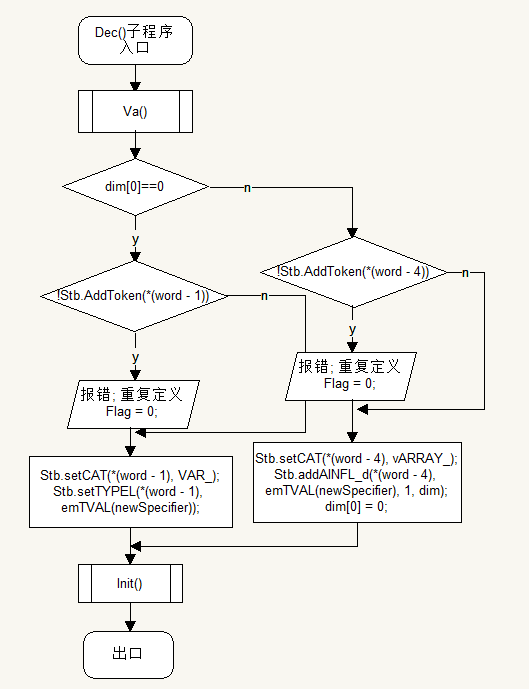 Dec()子程序
入口
Va()
dim[0]==0
n
y
!Stb.AddToken(*(word - 1))
n
!Stb.AddToken(*(word - 4))
n
y
y
报错; 重复定义
Flag = 0;
报错; 重复定义
Flag = 0;
Stb.setCAT(*(word - 1), VAR_);
Stb.setTYPEL(*(word - 1),
emTVAL(newSpecifier));
Stb.setCAT(*(word - 4), vARRAY_);
Stb.addAINFL_d(*(word - 4),
emTVAL(newSpecifier), 1, dim);
dim[0] = 0;
Init()
出口